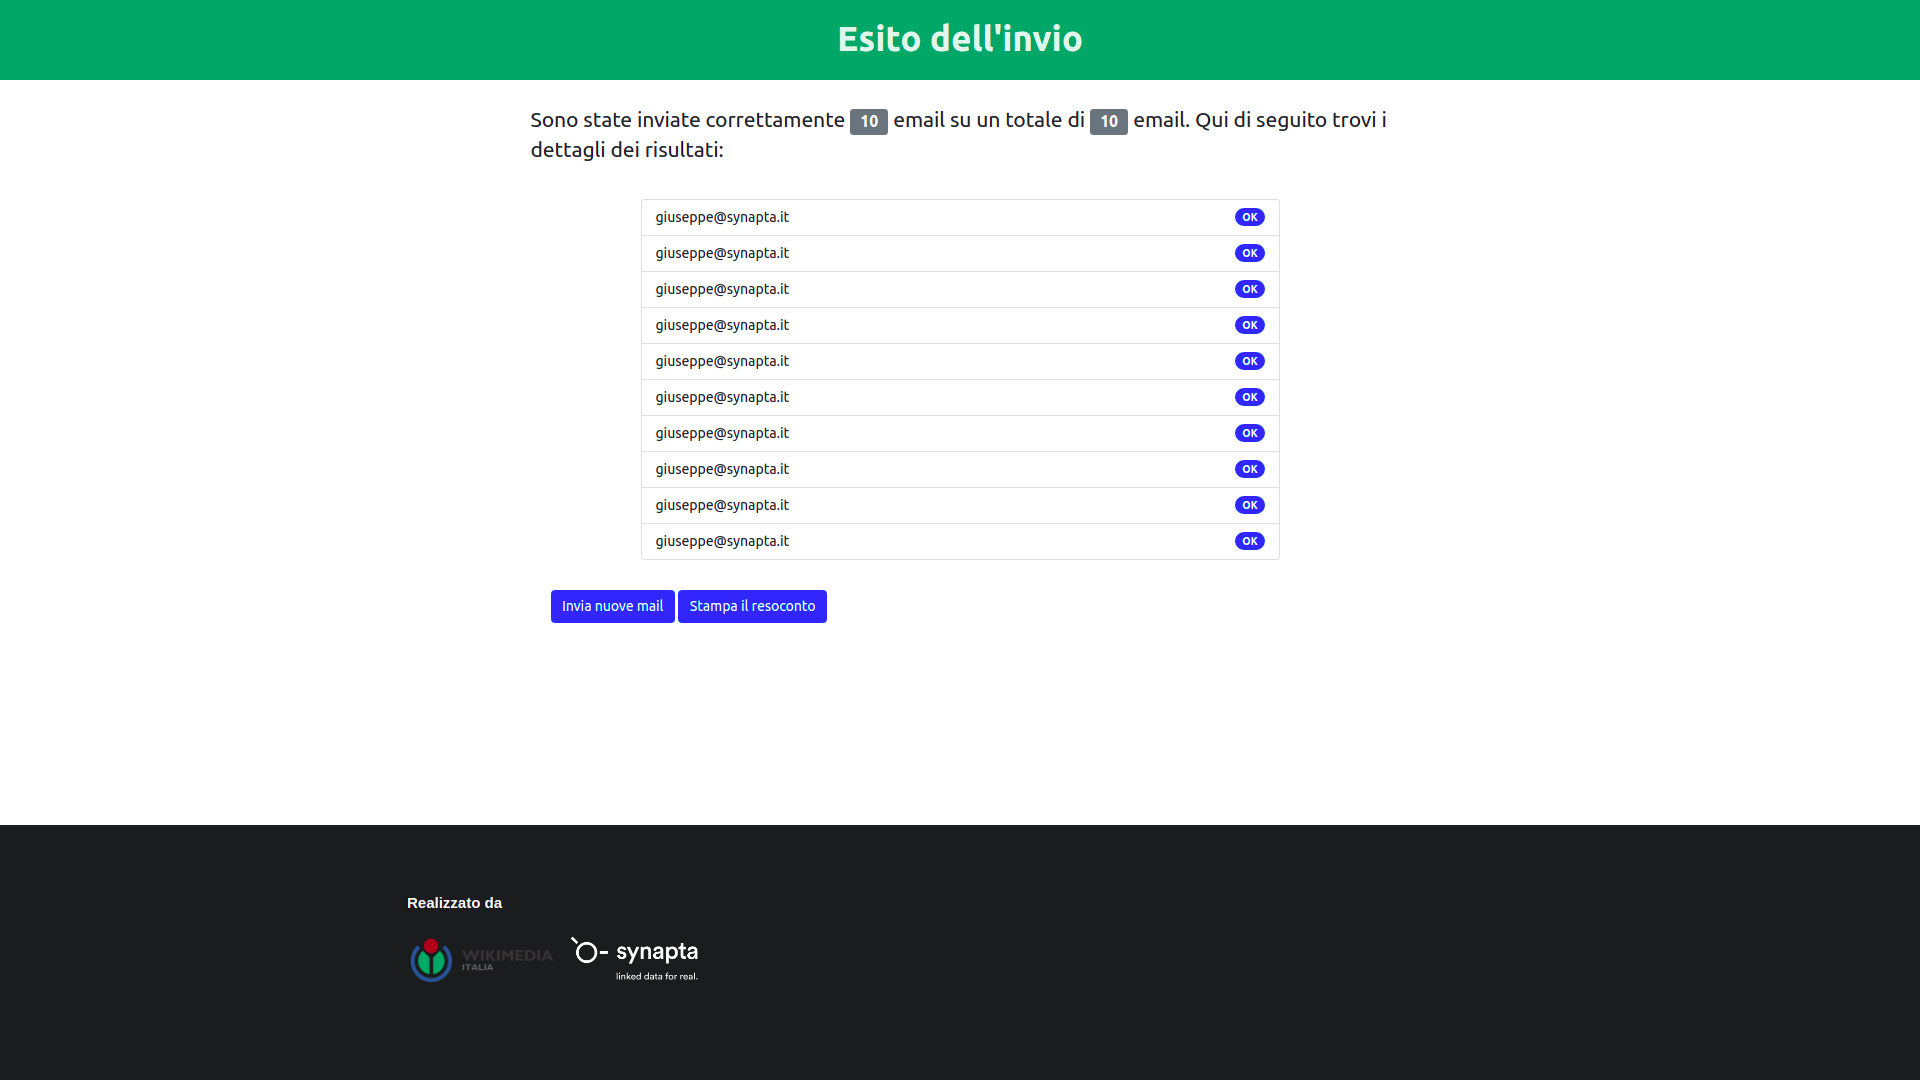 Esito dell'invio
Sono state inviate correttamente 10 email su un totale di 10 email. Qui di seguito trovi i
dettagli dei risultati:
giuseppe@synapta.it OK
giuseppe@synapta.it OK
giuseppe@synapta.it OK
giuseppe@synapta.it OK
giuseppe@synapta.it OK
giuseppe@synapta.it OK
giuseppe@synapta.it OK
giuseppe@synapta.it OK
giuseppe@synapta.it OK
giuseppe@synapta.it OK
Invia nuove mail Stampa il resoconto
Realizzato da
WIKIMEDIA
ITALIA
synapta
linked data for real.